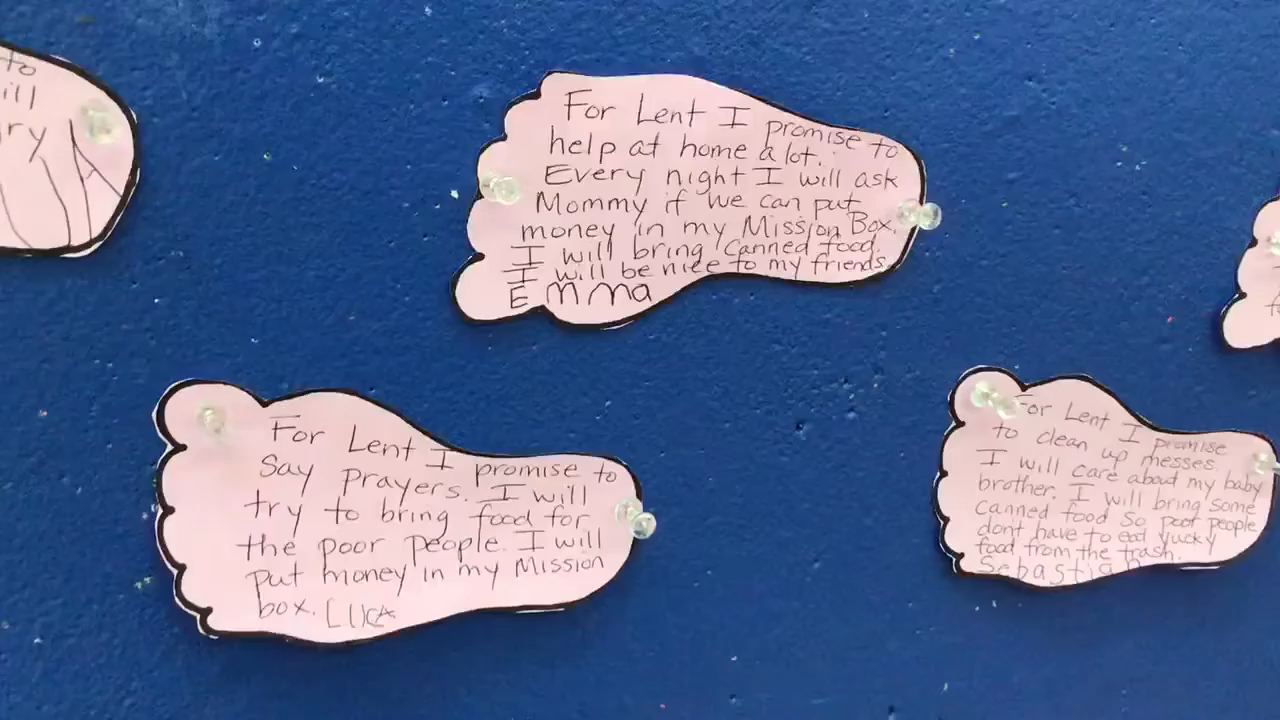 to
ill
ry
For Lent I promise to
help at home a lot.
Every night I will ask
Mommy if we can put
money in my Mission Box.
I will bring Canned food.
I will be nice to my friends.
Emma
For Lent I promise to
Say prayers. I will
try to bring food for
the poor people. I will
put money in my Mission
box. LUCA
For Lent I promise
to clean up messes.
I will care about my baby
brother. I will bring some
canned food So poor people
dont have to eat yucky
food from the trash.
Sebastian